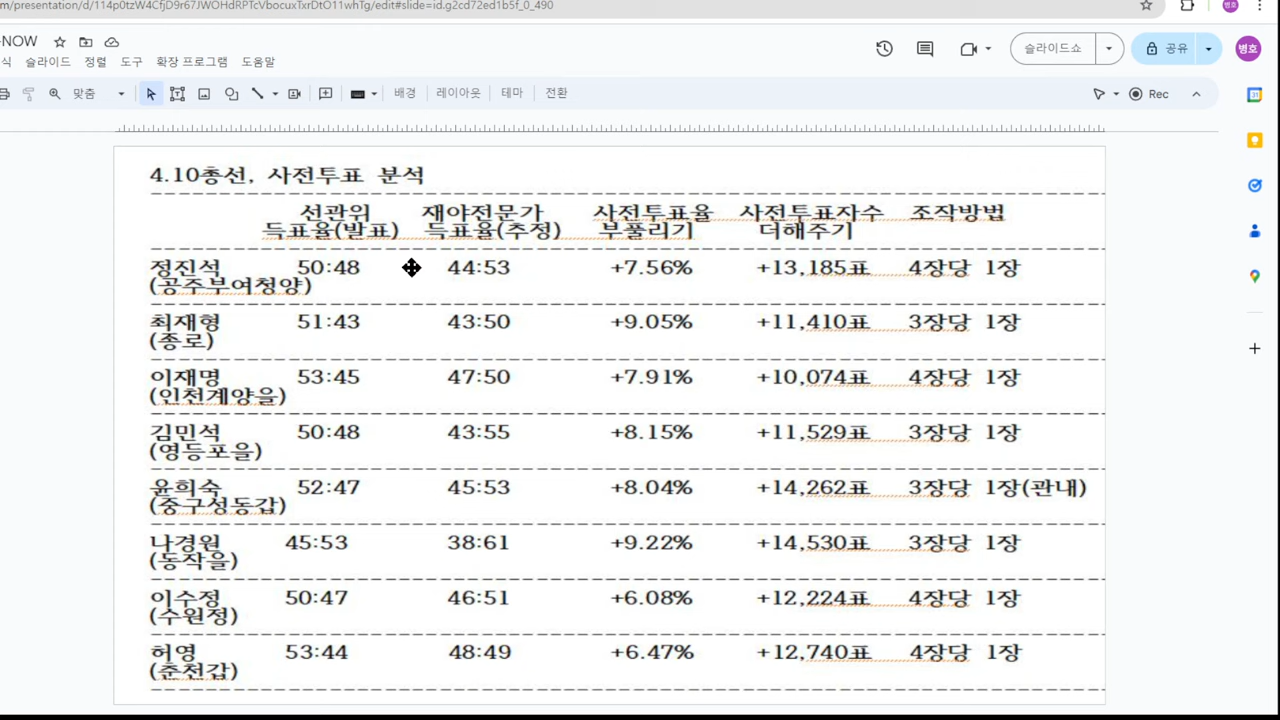 m/presentation/d/114p0tzW4CfjD9r67JWOHdRPTcVbocuxTxrDtO11whTg/edit#slide=id.g2cd72ed1b5f_0_490
병호
-NOW
식 슬라이드 정렬 도구 확장 프로그램 도움말
슬라이드쇼 공유 병호
맞춤 배경 레이아웃 테마 전환 Rec
4.10총선, 사전투표 분석
선관위 재야전문가 사전투표율 사전투표자수 조작방법
득표율(발표) 득표율(추정) 부풀리기 더해주기
정진석 50:48 44:53 +7.56% +13,185표 4장당 1장
(공주부여청양)
최재형 51:43 43:50 +9.05% +11,410표 3장당 1장
(종로)
이재명 53:45 47:50 +7.91% +10,074표 4장당 1장
(인천계양을)
김민석 50:48 43:55 +8.15% +11,529표 3장당 1장
(영등포을)
윤희숙 52:47 45:53 +8.04% +14,262표 3장당 1장(관내)
(중구성동갑)
나경원 45:53 38:61 +9.22% +14,530표 3장당 1장
(동작을)
이수정 50:47 46:51 +6.08% +12,224표 4장당 1장
(수원정)
허영 53:44 48:49 +6.47% +12,740표 4장당 1장
(춘천갑)